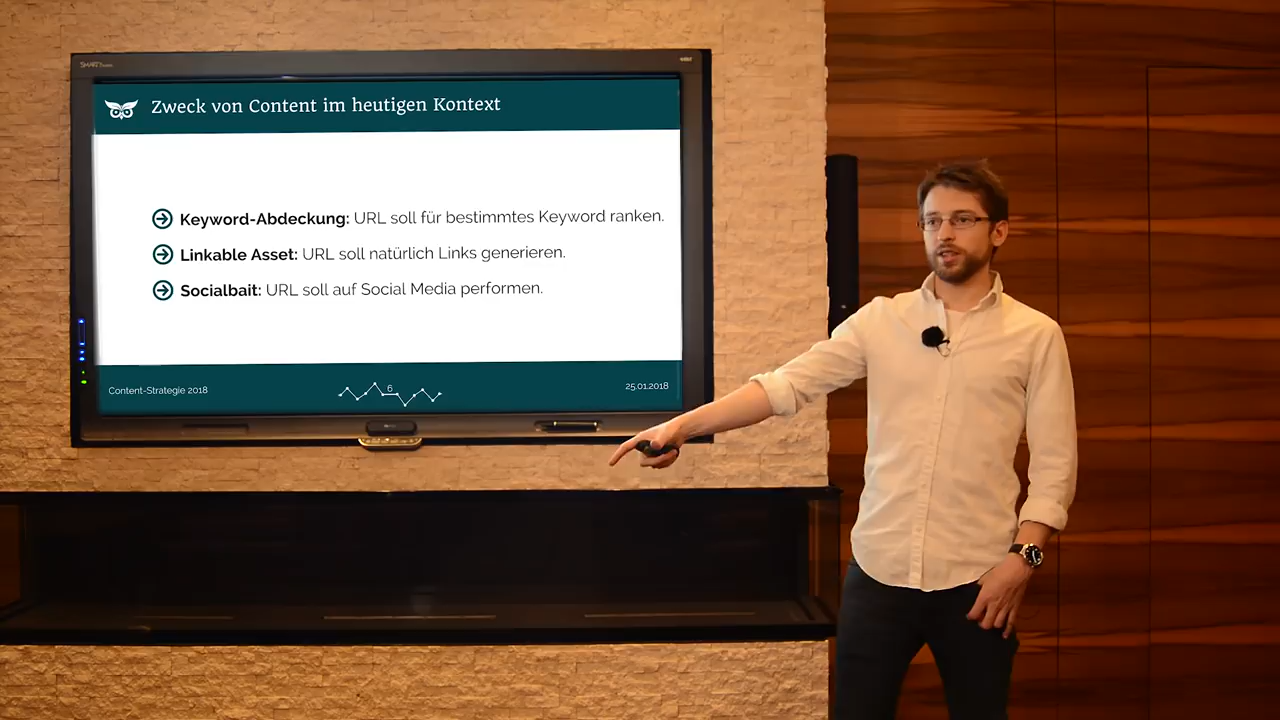 SMART
Zweck von Content im heutigen Kontext
Keyword-Abdeckung: URL soll für bestimmtes Keyword ranken.
Linkable Asset: URL soll natürlich Links generieren.
Socialbait: URL soll auf Social Media performen.
Content-Strategie 2018
6
25.01.2018